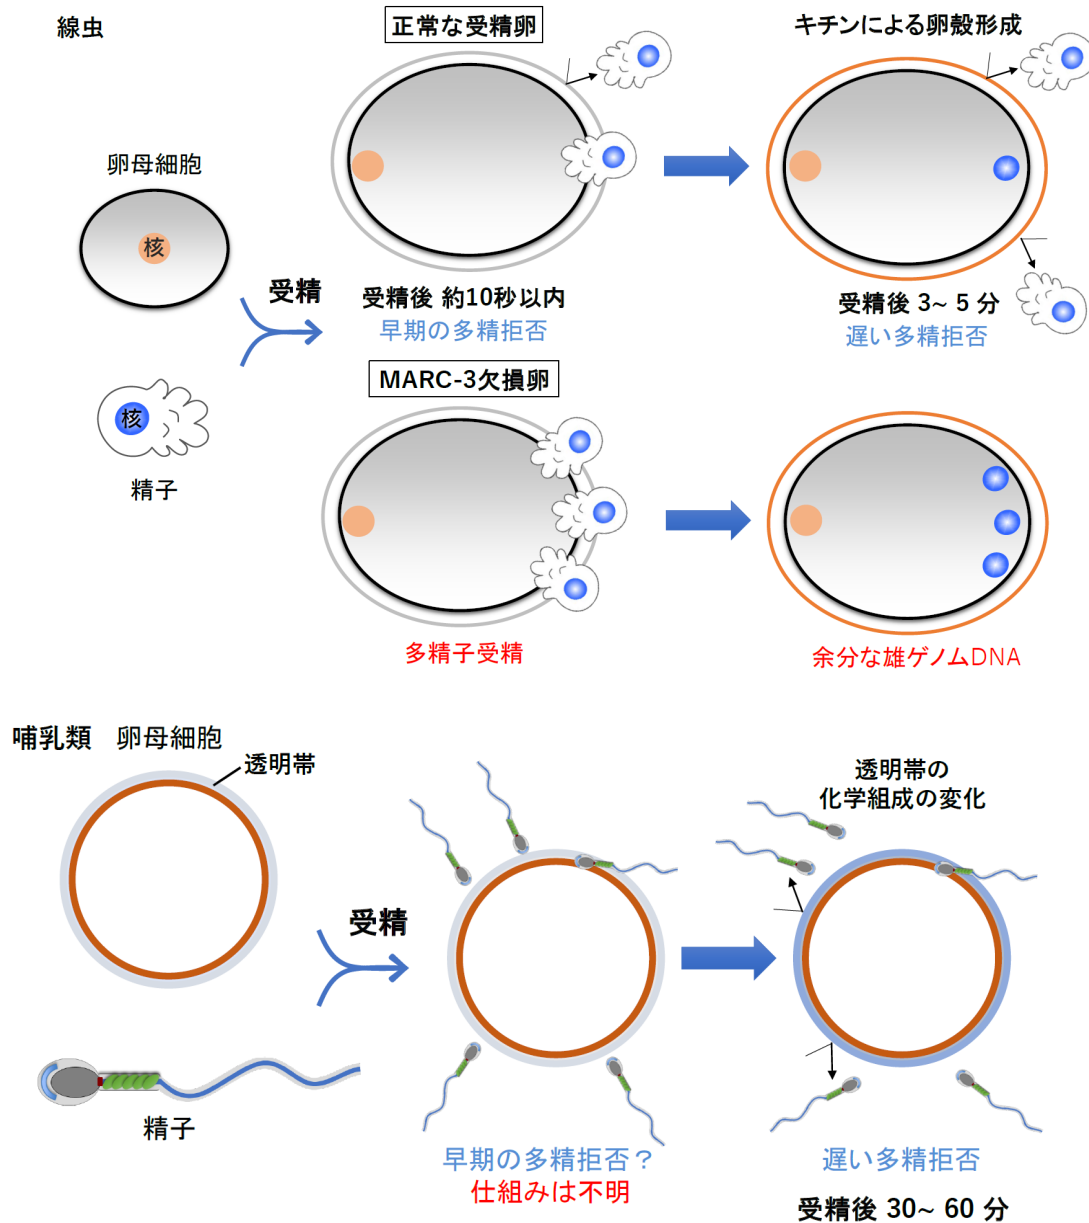 線虫
正常な受精卵
キチンによる卵殻形成
卵母細胞
核
受精
受精後 約10秒以内
早期の多精拒否
受精後 3~ 5 分
遅い多精拒否
MARC-3欠損卵
核
精子
多精子受精
余分な雄ゲノムDNA
哺乳類 卵母細胞
透明帯
透明帯の
化学組成の変化
受精
精子
早期の多精拒否？
仕組みは不明
遅い多精拒否
受精後 30~ 60 分